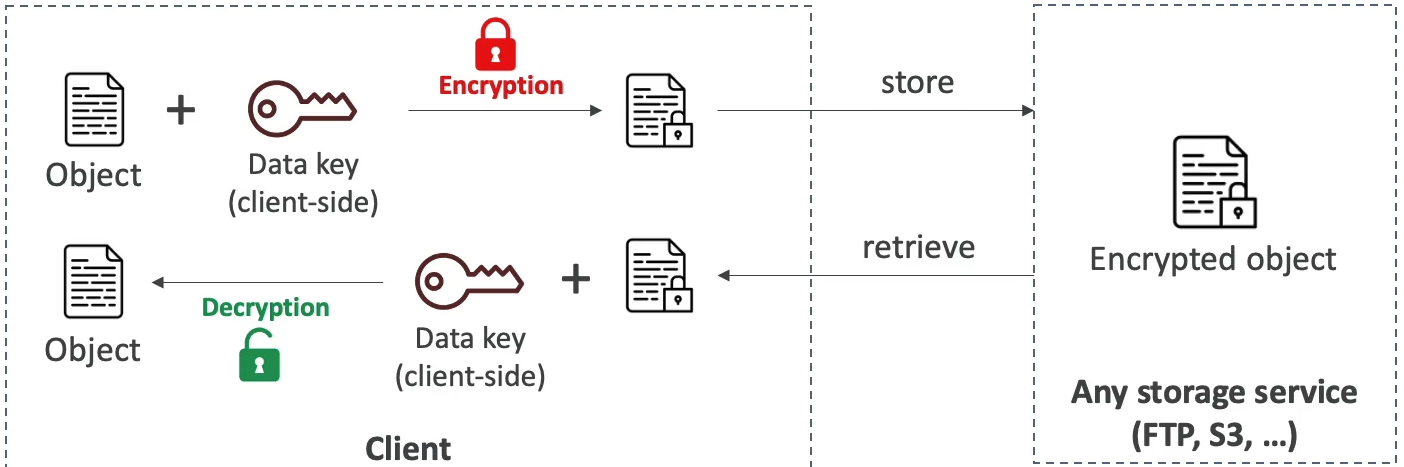 Encryption
Object
Data key
(client-side)
store
Decryption
Object
Data key
(client-side)
retrieve
Encrypted object
Client
Any storage service
(FTP, S3, …)